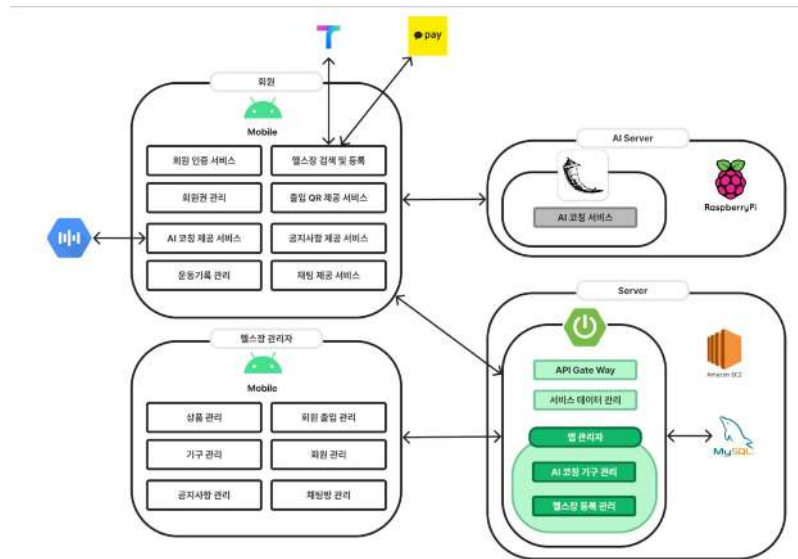 pay
회원
Mobile
회원 인증 서비스
헬스장 검색 및 등록
회원권 관리
출입 QR 제공 서비스
AI 코칭 제공 서비스
공지사항 제공 서비스
운동기록 관리
채팅 제공 서비스
AI Server
AI 코칭 서비스
RaspberryPi
헬스장 관리자
Mobile
상품 관리
회원 출입 관리
기구 관리
회원 관리
공지사항 관리
채팅방 관리
Server
API Gate Way
서비스 데이터 관리
앱 관리자
AI 코칭 기구 관리
헬스장 등록 관리
Amazon EC2
MySQL